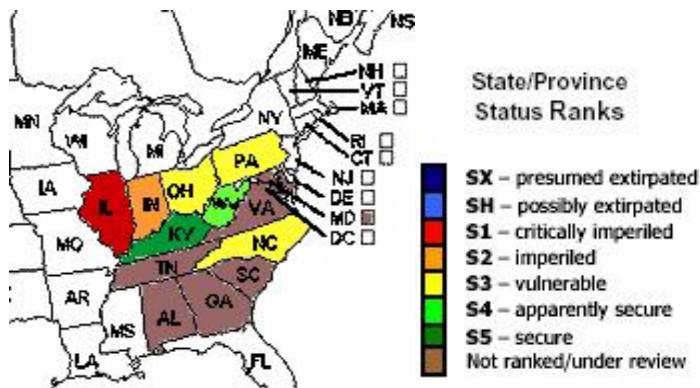 NB
NS
ME
NH
VT
MA
MN
WI
MI
NY
RI
CT
IA
PA
NJ
IL
IN
OH
DE
WV
VA
MD
MO
KY
DC
NC
TN
AR
SC
MS
AL
GA
LA
FL
State/Province
Status Ranks
SX – presumed extirpated
SH – possibly extirpated
S1 – critically imperiled
S2 – imperiled
S3 – vulnerable
S4 – apparently secure
S5 – secure
Not ranked/under review